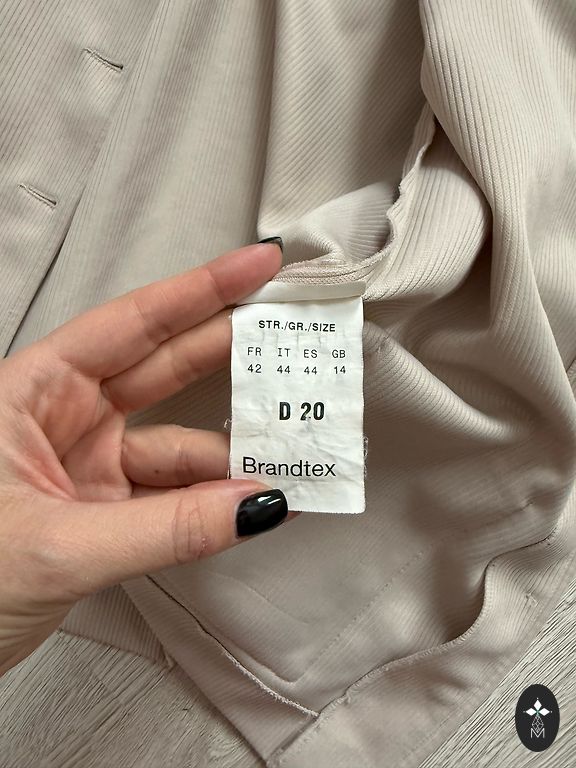 STR./GR./SIZE
FR IT ES GB
42 44 44 14
D 20
Brandtex
M